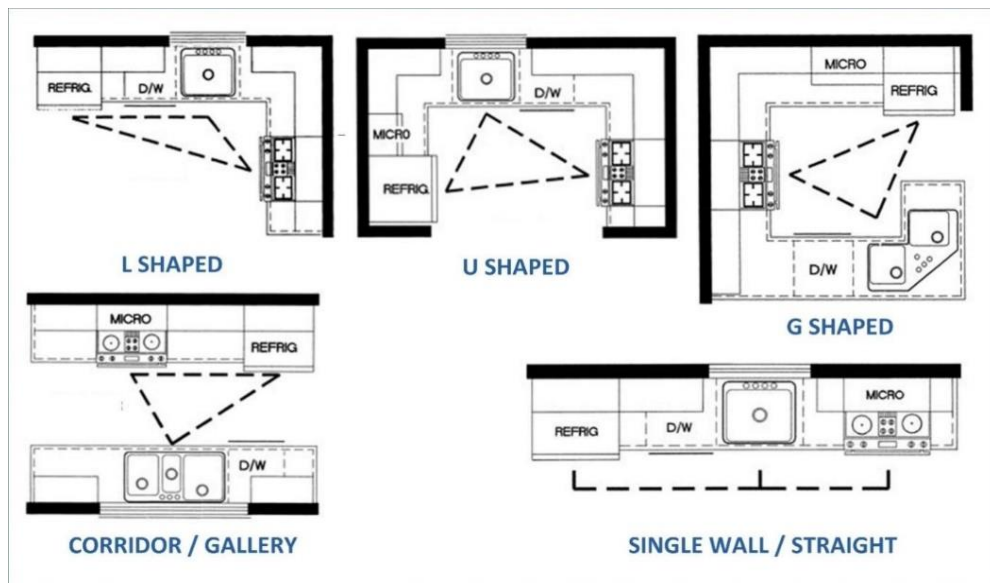 REFRIG.
D/W
L SHAPED
D/W
MICRO
REFRIG.
U SHAPED
MICRO
REFRIG
D/W
G SHAPED
MICRO
REFRIG
D/W
CORRIDOR / GALLERY
MICRO
REFRIG
D/W
SINGLE WALL / STRAIGHT